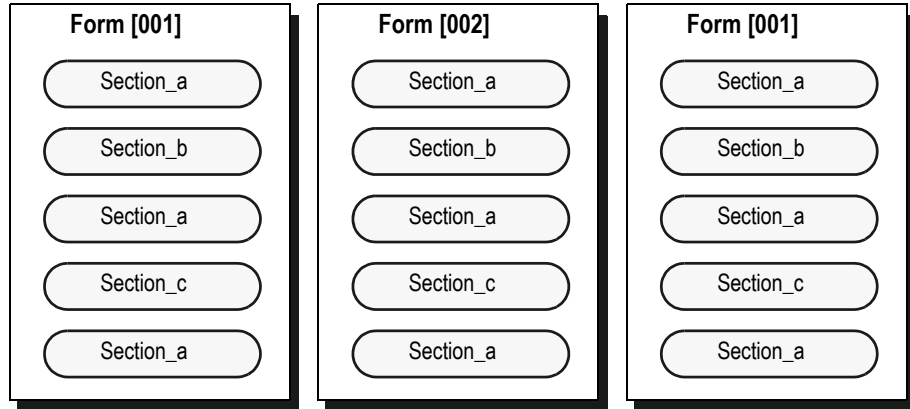 Form [001]
Section_a
Section_b
Section_a
Section_c
Section_a
Form [002]
Section_a
Section_b
Section_a
Section_c
Section_a
Form [001]
Section_a
Section_b
Section_a
Section_c
Section_a